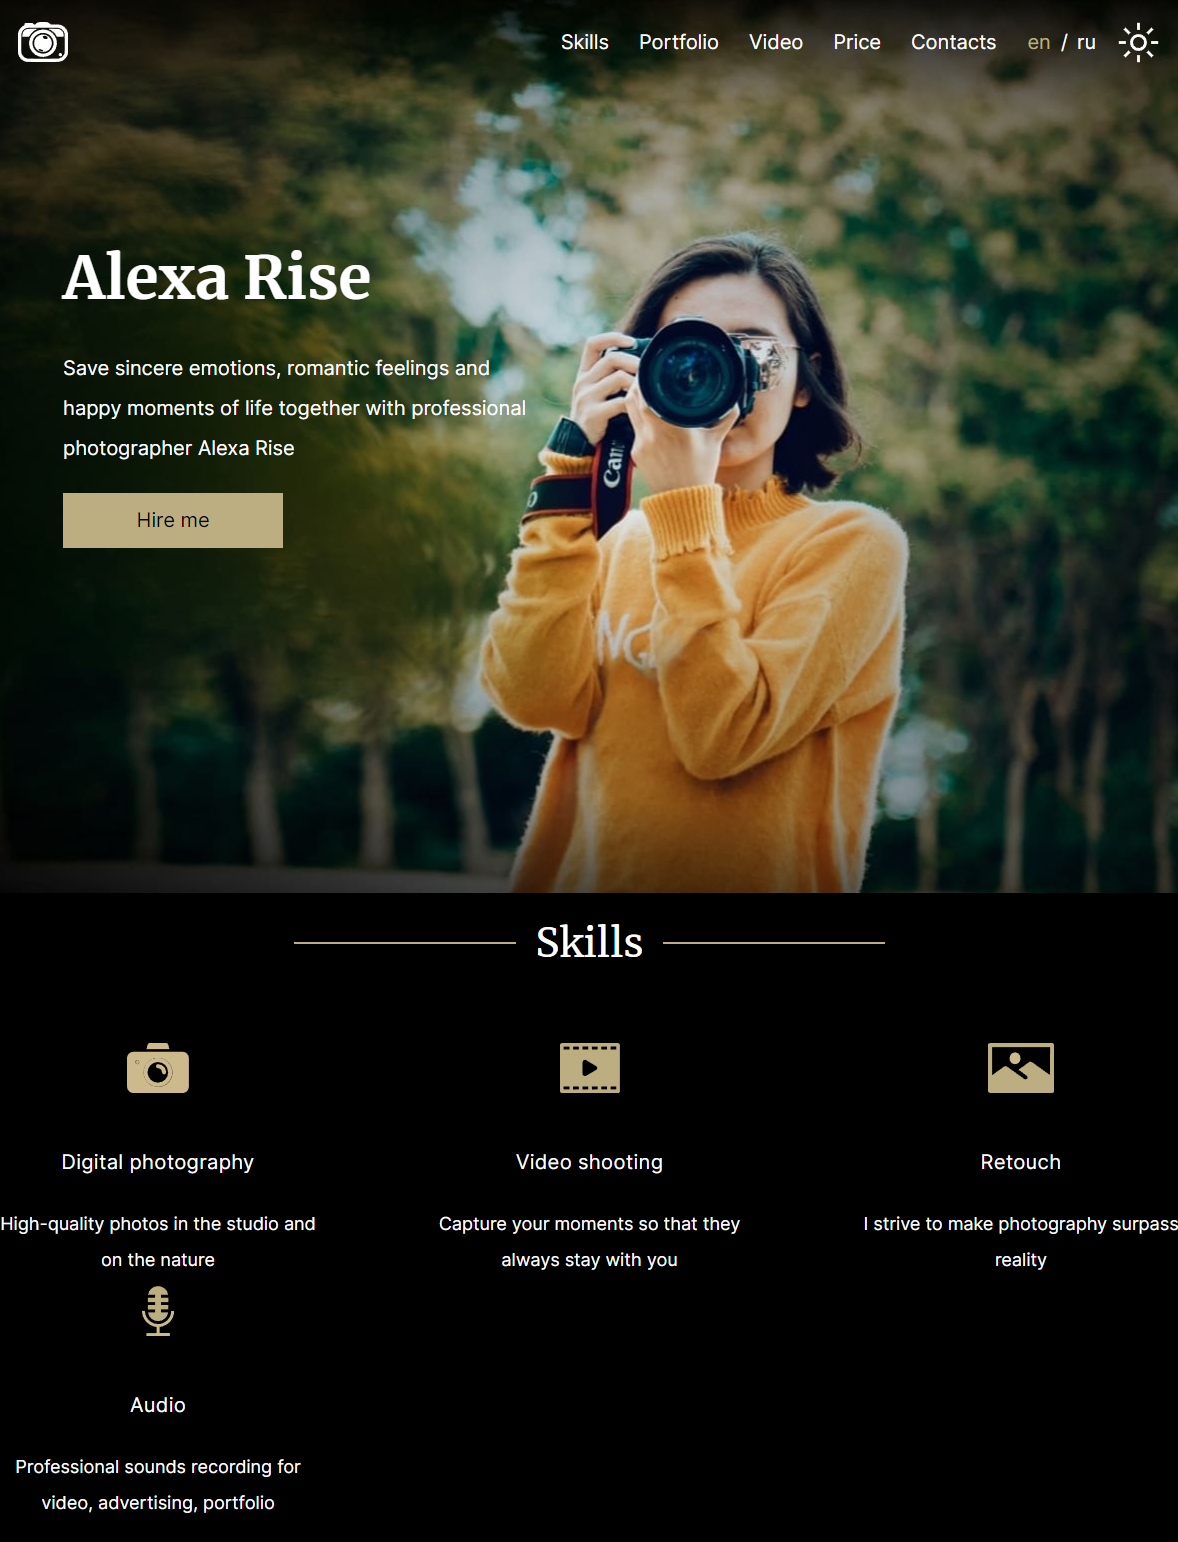 Skills Portfolio Video Price Contacts en / ru
Alexa Rise
Save sincere emotions, romantic feelings and
happy moments of life together with professional
photographer Alexa Rise
Hire me
Can
NG
Skills
Digital photography
High-quality photos in the studio and
on the nature
Video shooting
Capture your moments so that they
always stay with you
Retouch
I strive to make photography surpass
reality
Audio
Professional sounds recording for
video, advertising, portfolio